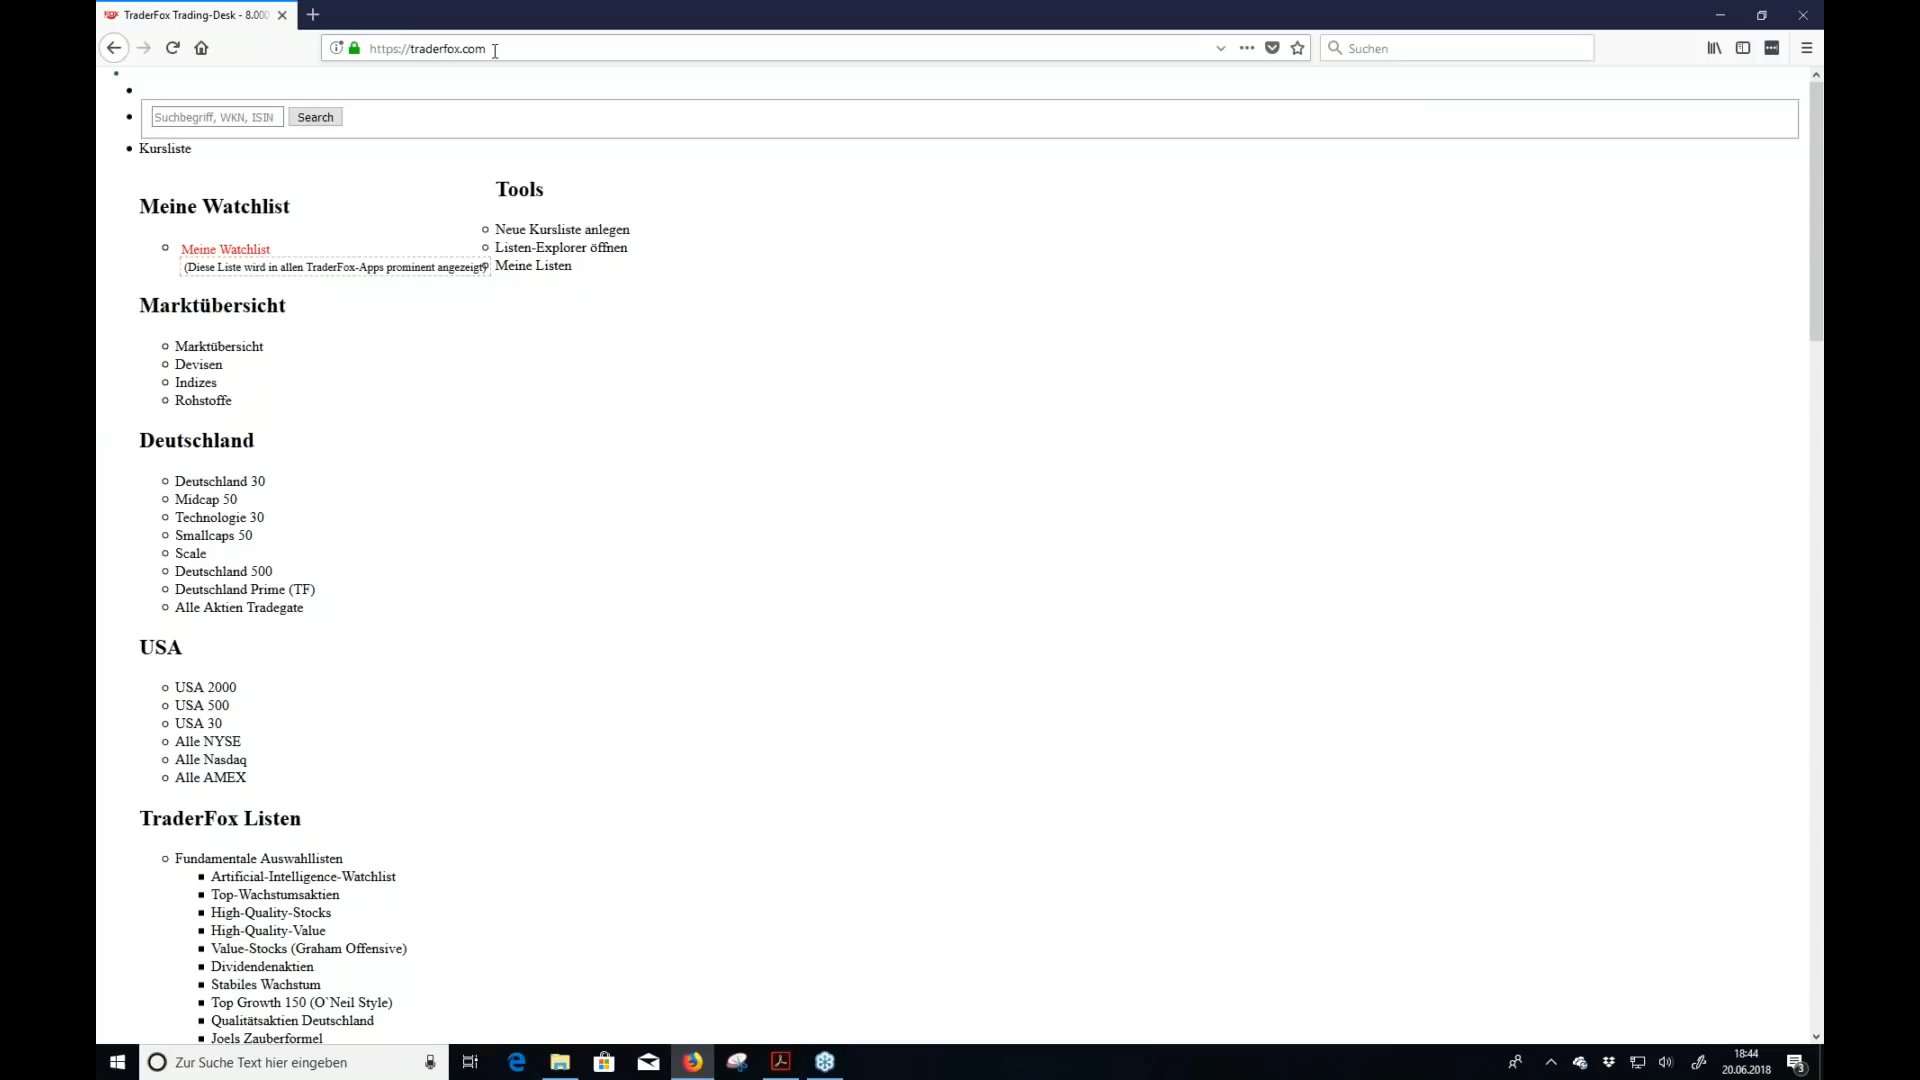 TraderFox Trading-Desk - 8.000
https://traderfox.com
Suchen
Suchbegriff, WKN, ISIN
Search
Kursliste
Meine Watchlist
Meine Watchlist
(Diese Liste wird in allen TraderFox-Apps prominent angezeigt)
Tools
Neue Kursliste anlegen
Listen-Explorer öffnen
Meine Listen
Marktübersicht
Marktübersicht
Devisen
Indizes
Rohstoffe
Deutschland
Deutschland 30
Midcap 50
Technologie 30
Smallcaps 50
Scale
Deutschland 500
Deutschland Prime (TF)
Alle Aktien Tradegate
USA
USA 2000
USA 500
USA 30
Alle NYSE
Alle Nasdaq
Alle AMEX
TraderFox Listen
Fundamentale Auswahllisten
Artificial-Intelligence-Watchlist
Top-Wachstumsaktien
High-Quality-Stocks
High-Quality-Value
Value-Stocks (Graham Offensive)
Dividendenaktien
Stabiles Wachstum
Top Growth 150 (O`Neil Style)
Qualitätsaktien Deutschland
Joels Zauberformel
Zur Suche Text hier eingeben
18:44
20.06.2018
3